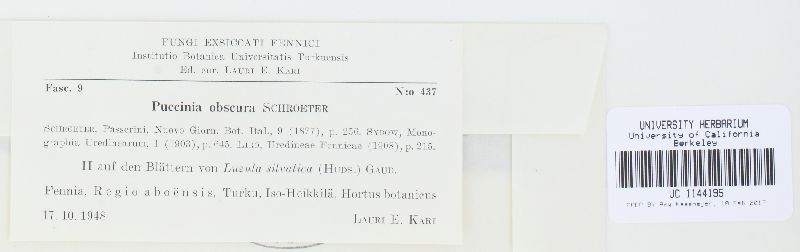 FUNGI EXSICCATI FENNICI
Institutio Botanica Universitatis Turkuensis
Ed. cur. LAURI E. KARI
Fasc. 9 N:o 437
Puccinia obscura SCHROETER
SCHROETER, Passerini, Nuovo Giorn. Bot. Ital., 9 (1877), p. 256. SYDOW, Mono-
graphia Uredinearum, I (1903), p. 645. LIRO, Uredineae Fennicae (1908), p. 215.
II auf den Blättern von Luzula silvatica (HUDS.) GAUD.
Fennia, Regio aboënsis, Turku, Iso-Heikkilä, Hortus botanicus
17. 10. 1948 LAURI E. KARI
UNIVERSITY HERBARIUM
University of California
Berkeley
UC 1144195